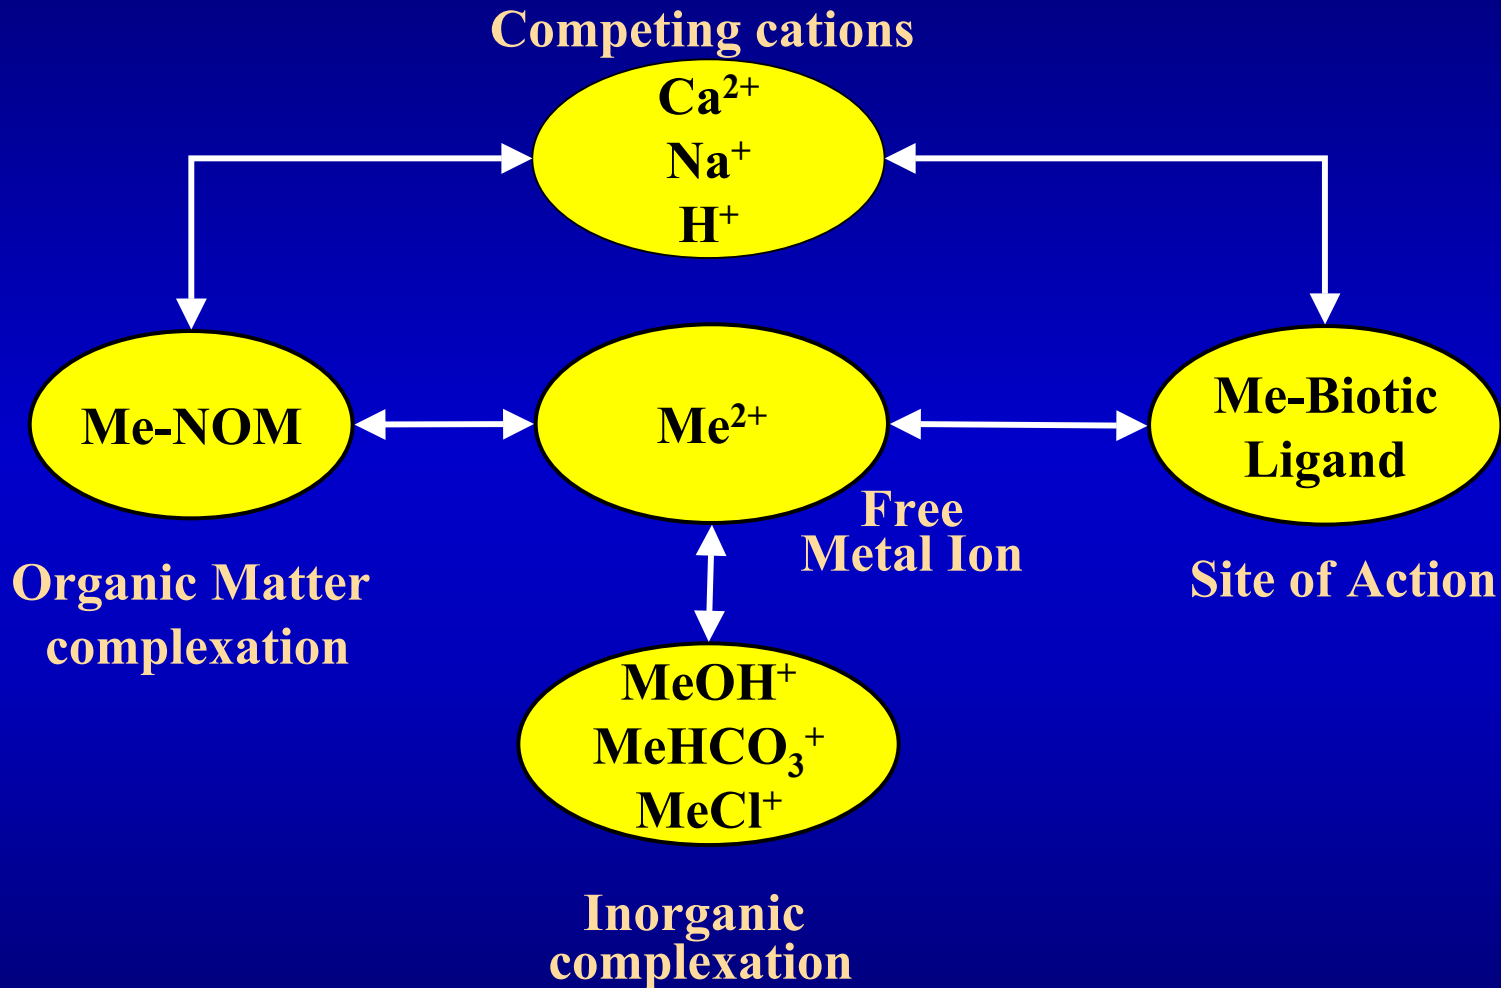 Competing cations
Ca²⁺
Na⁺
H⁺
Me-NOM
Me²⁺
Me-Biotic
Ligand
Free
Metal Ion
Organic Matter
complexation
Site of Action
MeOH⁺
MeHCO₃⁺
MeCl⁺
Inorganic
complexation